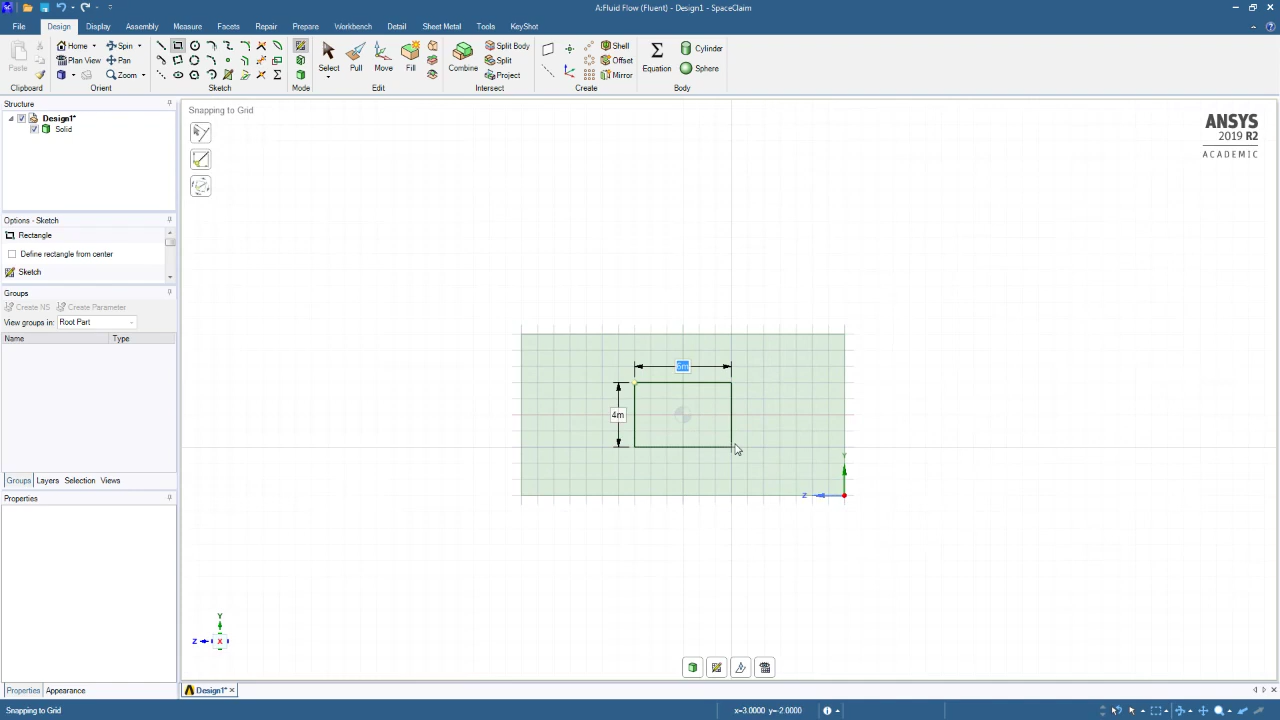 A:Fluid Flow (Fluent) - Design1 - SpaceClaim
File Design Display Assembly Measure Facets Repair Prepare Workbench Detail Sheet Metal Tools KeyShot
Paste
Home
Plan View
Spin
Pan
Zoom
Select
Pull
Move
Fill
Combine
Split Body
Split
Project
Shell
Offset
Mirror
Equation
Cylinder
Sphere
Clipboard Orient Sketch Mode Edit Intersect Create Body
Structure
Design1*
Solid
Options - Sketch
Rectangle
Define rectangle from center
Sketch
Groups
Create NS Create Parameter
View groups in: Root Part
Name Type
Groups Layers Selection Views
Properties
Properties Appearance
Snapping to Grid
ANSYS
2019 R2
ACADEMIC
6m
4m
Y
Z
Y
Z X
Design1*
Snapping to Grid
x=3.0000 y=-2.0000